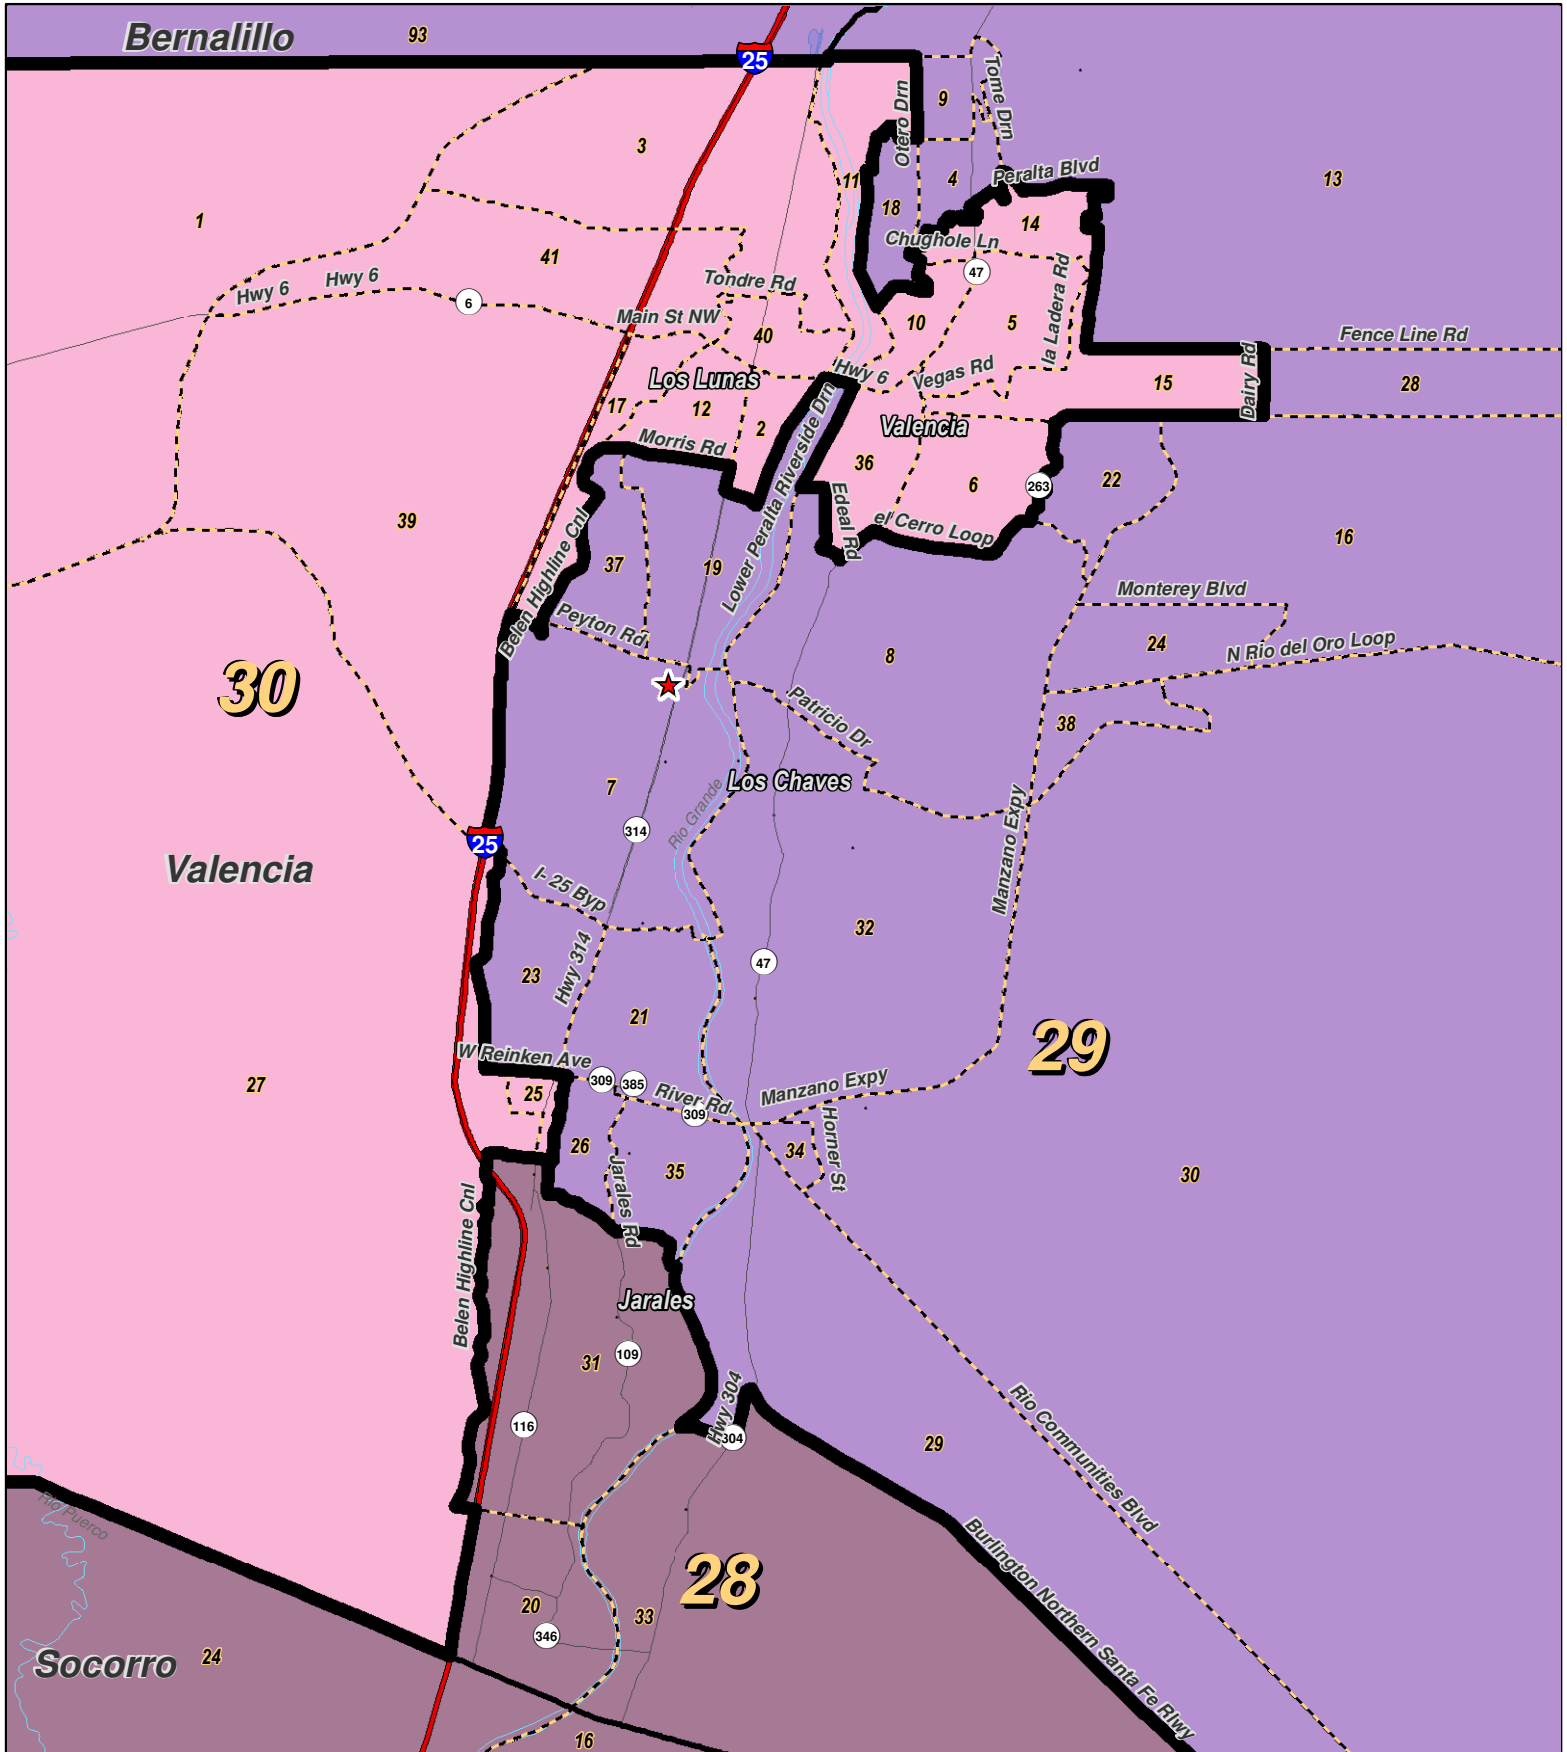 Bernalillo
93
25
9
Tome Drn
Otero Drn
3
11
4
Peralta Blvd
13
18
14
1
Chughole Ln
41
47
Hwy 6
Hwy 6
6
Tondre Rd
la Ladera Rd
Main St NW
10
5
40
Fence Line Rd
Hwy 6
Vegas Rd
Los Lunas
15
Dairy Rd
28
17
12
2
Valencia
Morris Rd
36
Lower Peralta Riverside Drn
6
263
22
39
Edeal Rd
el Cerro Loop
16
Belen Highline Cnl
37
19
Monterey Blvd
Peyton Rd
8
24
N Rio del Oro Loop
30
Patricio Dr
38
7
Los Chaves
Rio Grande
314
25
Manzano Expy
Valencia
I- 25 Byp
32
Hwy 314
47
23
21
29
W Reinken Ave
27
25
309
385
River Rd
309
Manzano Expy
26
34
Horner St
35
Jarales Rd
30
Belen Highline Cnl
Jarales
31
109
Hwy 304
116
304
29
Rio Communities Blvd
Rio Puerco
Burlington Northern Santa Fe Rlwy
28
20
33
346
Socorro
24
16